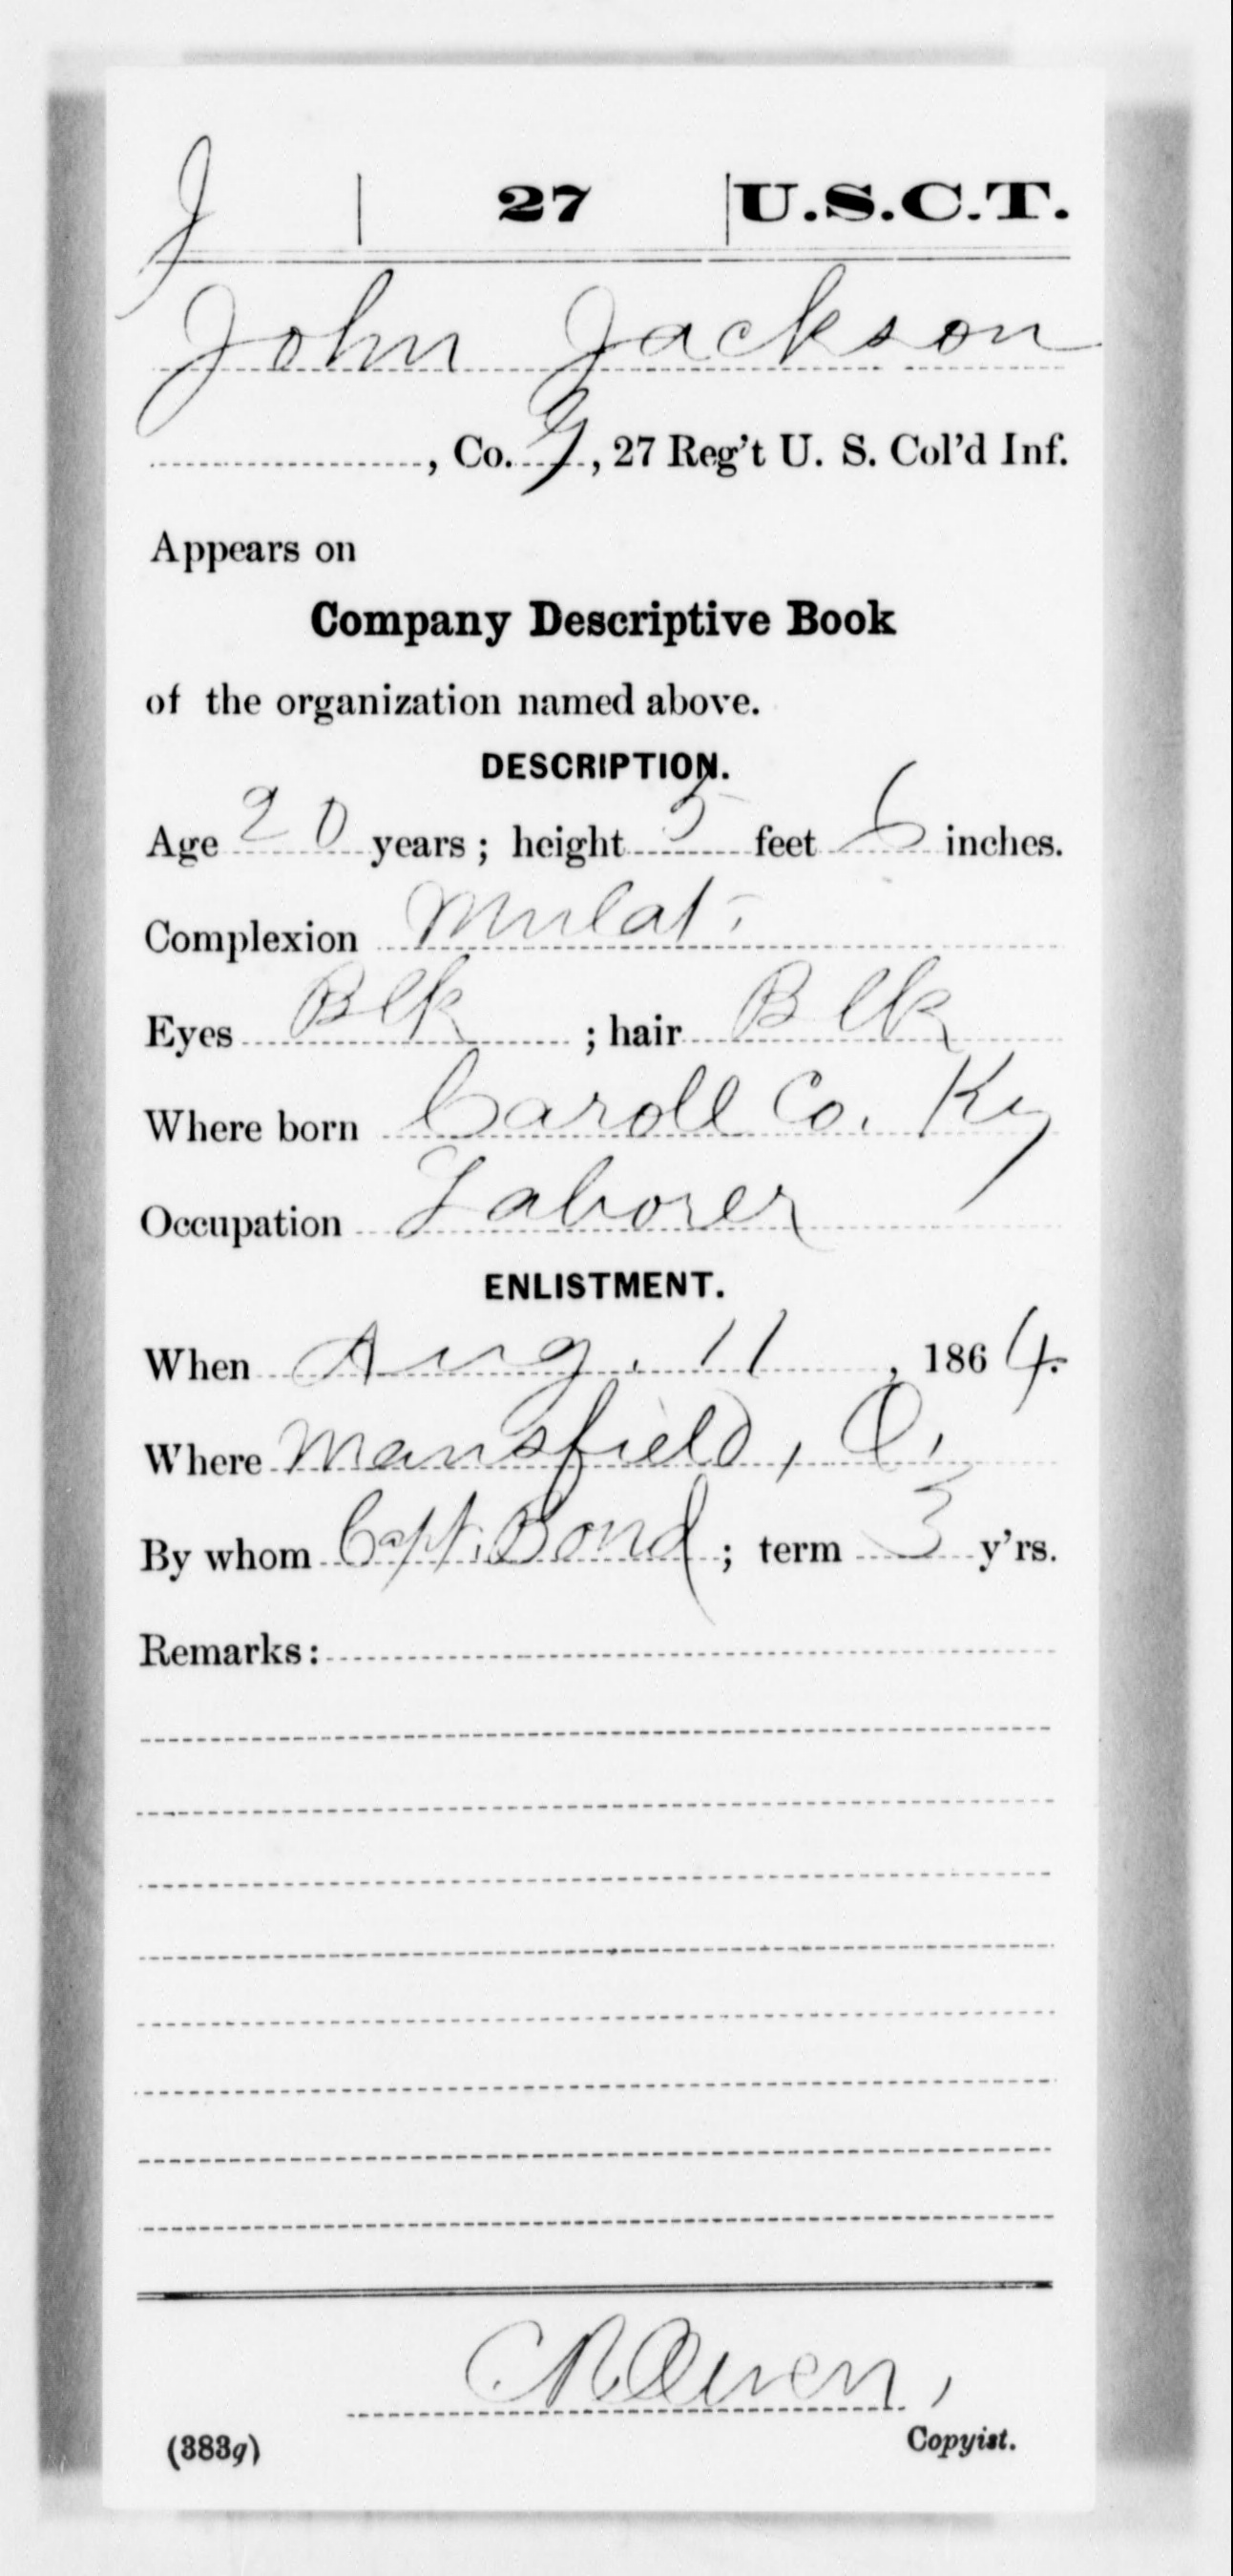 J | 27 | U.S.C.T.
John Jackson
, Co. G, 27 Reg't U. S. Col'd Inf.
Appears on
Company Descriptive Book
of the organization named above.
DESCRIPTION.
Age 20 years; height 5 feet 6 inches.
Complexion Mulat.
Eyes Blk ; hair Blk
Where born Caroll Co. Ky
Occupation Laborer
ENLISTMENT.
When Aug. 11, 1864.
Where Mansfield, O.
By whom Capt. Bond; term 3 y'rs.
Remarks:
CR Owen,
(383g) Copyist.